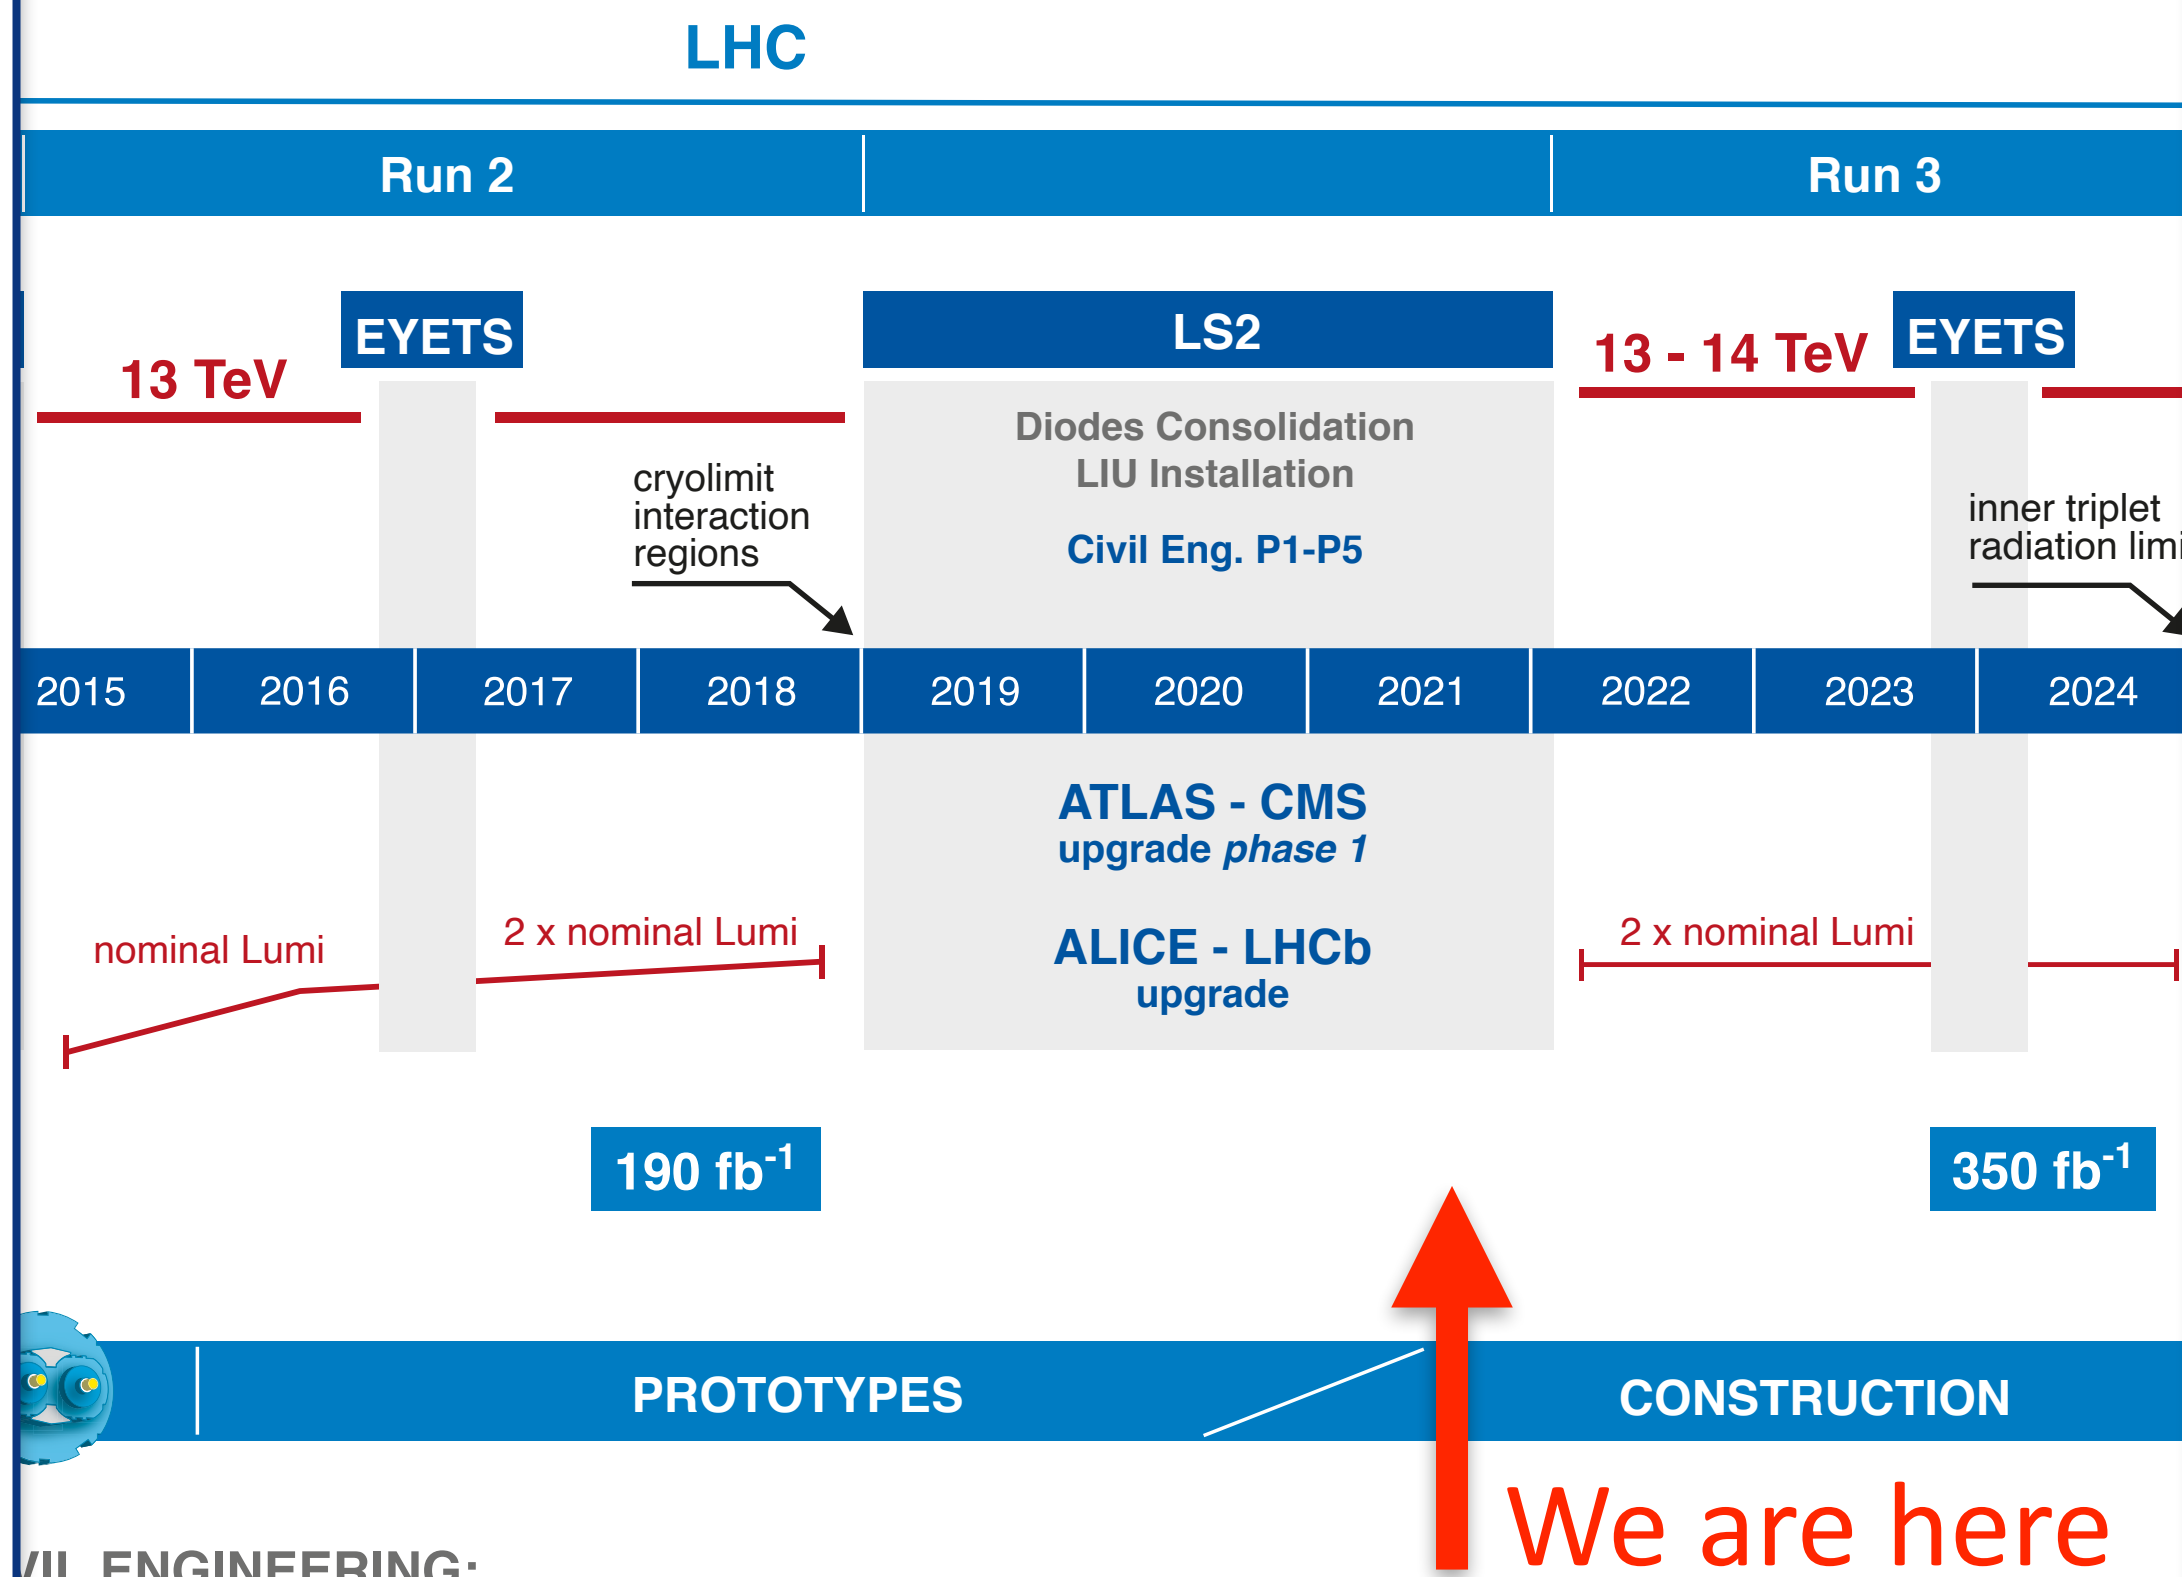 LHC
Run 2
Run 3
EYETS
LS2
EYETS
13 TeV
13 - 14 TeV
Diodes Consolidation
LIU Installation
Civil Eng. P1-P5
cryolimit
interaction
regions
inner triplet
radiation
2015 2016 2017 2018 2019 2020 2021 2022 2023 2024
ATLAS - CMS
upgrade phase 1
ALICE - LHCb
upgrade
nominal Lumi
2 x nominal Lumi
2 x nominal Lumi
190 fb⁻¹
350 fb⁻¹
PROTOTYPES
CONSTRUCTION
We are here
ENGINEERING: